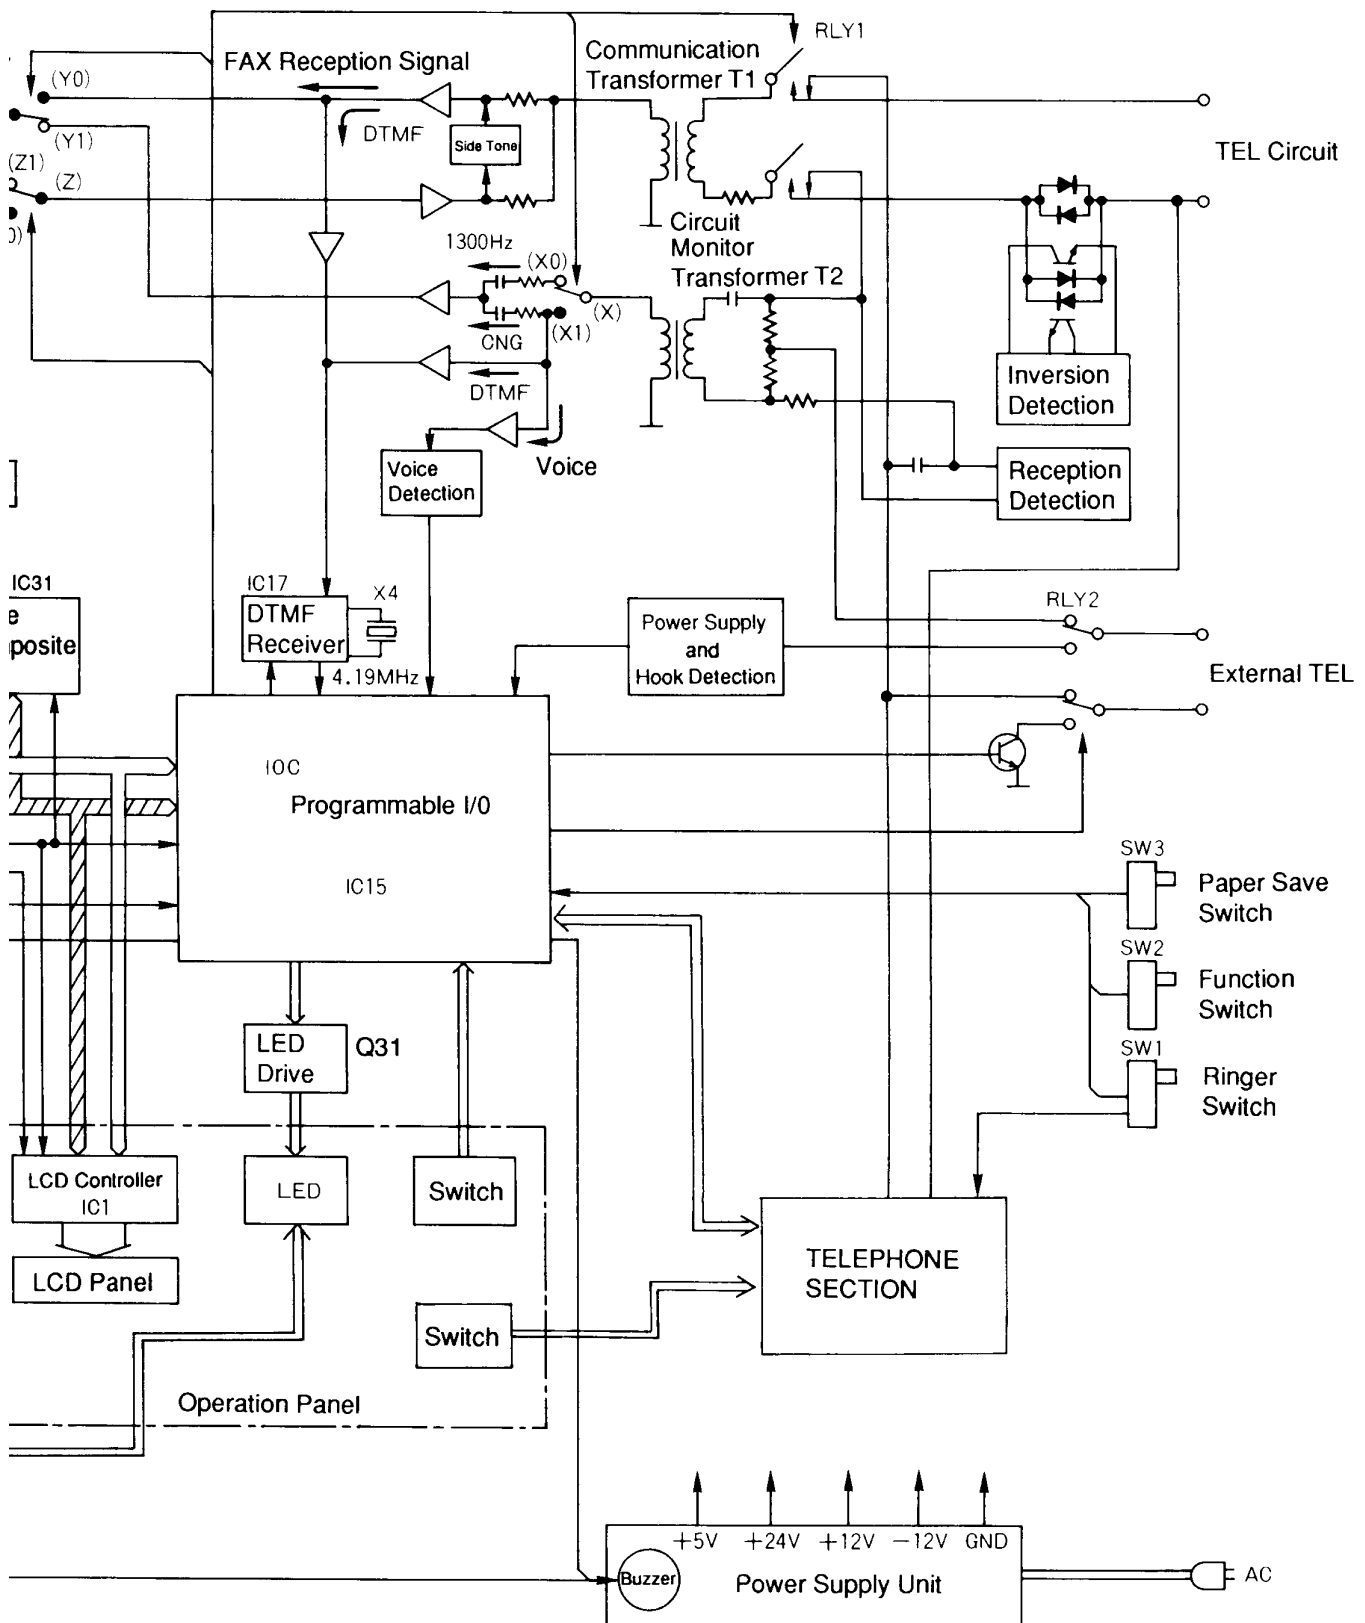 RLY1
Communication
Transformer T1
FAX Reception Signal
(Y0)
DTMF
(Y1)
Side Tone
TEL Circuit
(Z1)
(Z)
0)
Circuit
Monitor
Transformer T2
1300Hz
(X0)
(X)
(X1)
CNG
DTMF
Inversion
Detection
Voice
Voice
Detection
Reception
Detection
IC31
e
posite
IC17
DTMF
Receiver
X4
4.19MHz
Power Supply
and
Hook Detection
RLY2
External TEL
IOC
Programmable I/0
IC15
SW3
Paper Save
Switch
SW2
Function
Switch
SW1
Ringer
Switch
LED
Drive
Q31
LCD Controller
IC1
LED
Switch
LCD Panel
TELEPHONE
SECTION
Switch
Operation Panel
+5V
+24V
+12V
−12V
GND
Buzzer
Power Supply Unit
AC